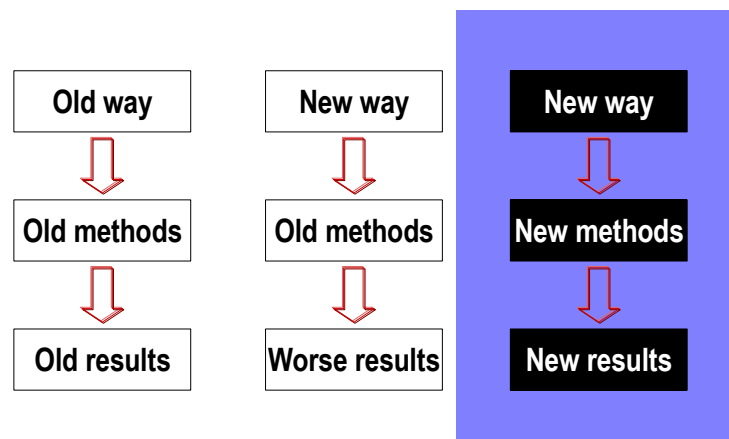 Old way
Old methods
Old results
New way
Old methods
Worse results
New way
New methods
New results